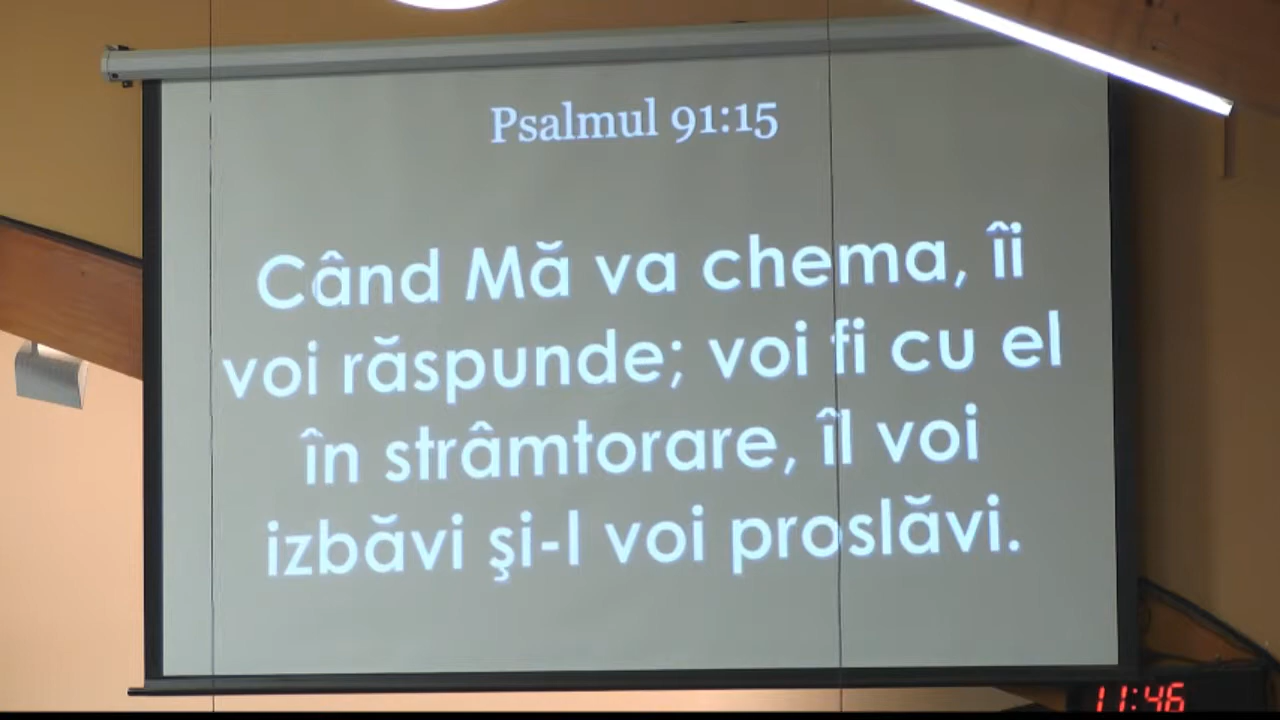 Psalmul 91:15
Când Mă va chema, îi
voi răspunde; voi fi cu el
în strâmtorare, îl voi
izbăvi şi-l voi proslăvi.
11:46